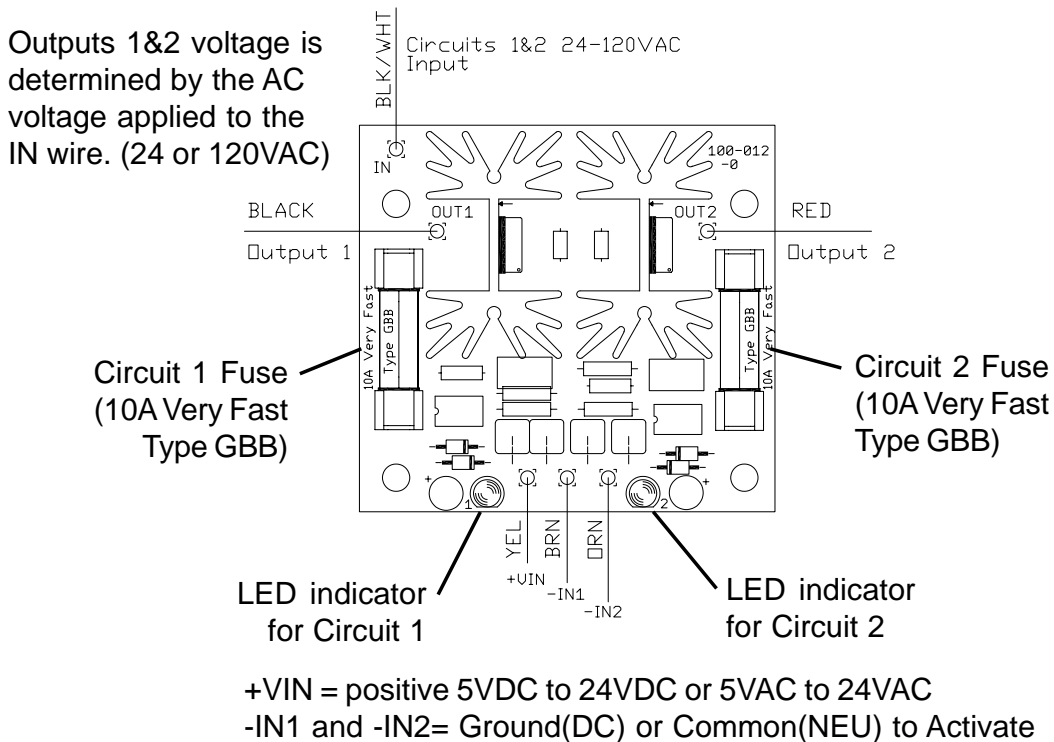 Outputs 1&2 voltage is
determined by the AC
voltage applied to the
IN wire. (24 or 120VAC)
BLK/WHT
Circuits 1&2 24-120VAC
Input
IN
100-012
-0
BLACK
Output 1
OUT1
OUT2
RED
Output 2
10A Very Fast
Type GBB
Type GBB
10A Very Fast
Circuit 1 Fuse
(10A Very Fast
Type GBB)
Circuit 2 Fuse
(10A Very Fast
Type GBB)
+
1
2
+
YEL
BRN
ORN
+VIN
-IN1
-IN2
LED indicator
for Circuit 1
LED indicator
for Circuit 2
+VIN = positive 5VDC to 24VDC or 5VAC to 24VAC
-IN1 and -IN2= Ground(DC) or Common(NEU) to Activate